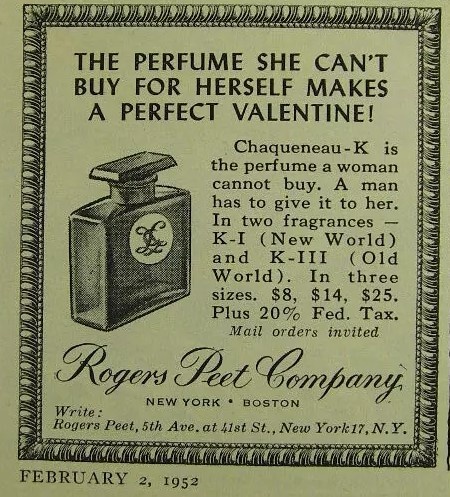 THE PERFUME SHE CAN'T
BUY FOR HERSELF MAKES
A PERFECT VALENTINE!
Chaqueneau-K is
the perfume a woman
cannot buy. A man
has to give it to her.
In two fragrances —
K-I (New World)
and K-III (Old
World). In three
sizes. $8, $14, $25.
Plus 20% Fed. Tax.
Mail orders invited
Rogers Peet Company
NEW YORK • BOSTON
Write:
Rogers Peet, 5th Ave. at 41st St., New York 17, N.Y.
FEBRUARY 2, 1952